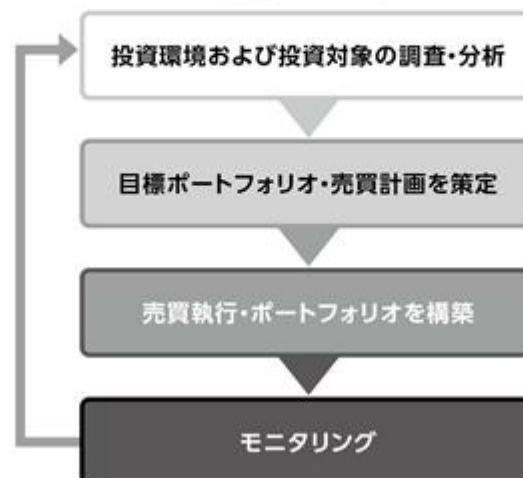 投資環境および投資対象の調査・分析
目標ポートフォリオ・売買計画を策定
売買執行・ポートフォリオを構築
モニタリング